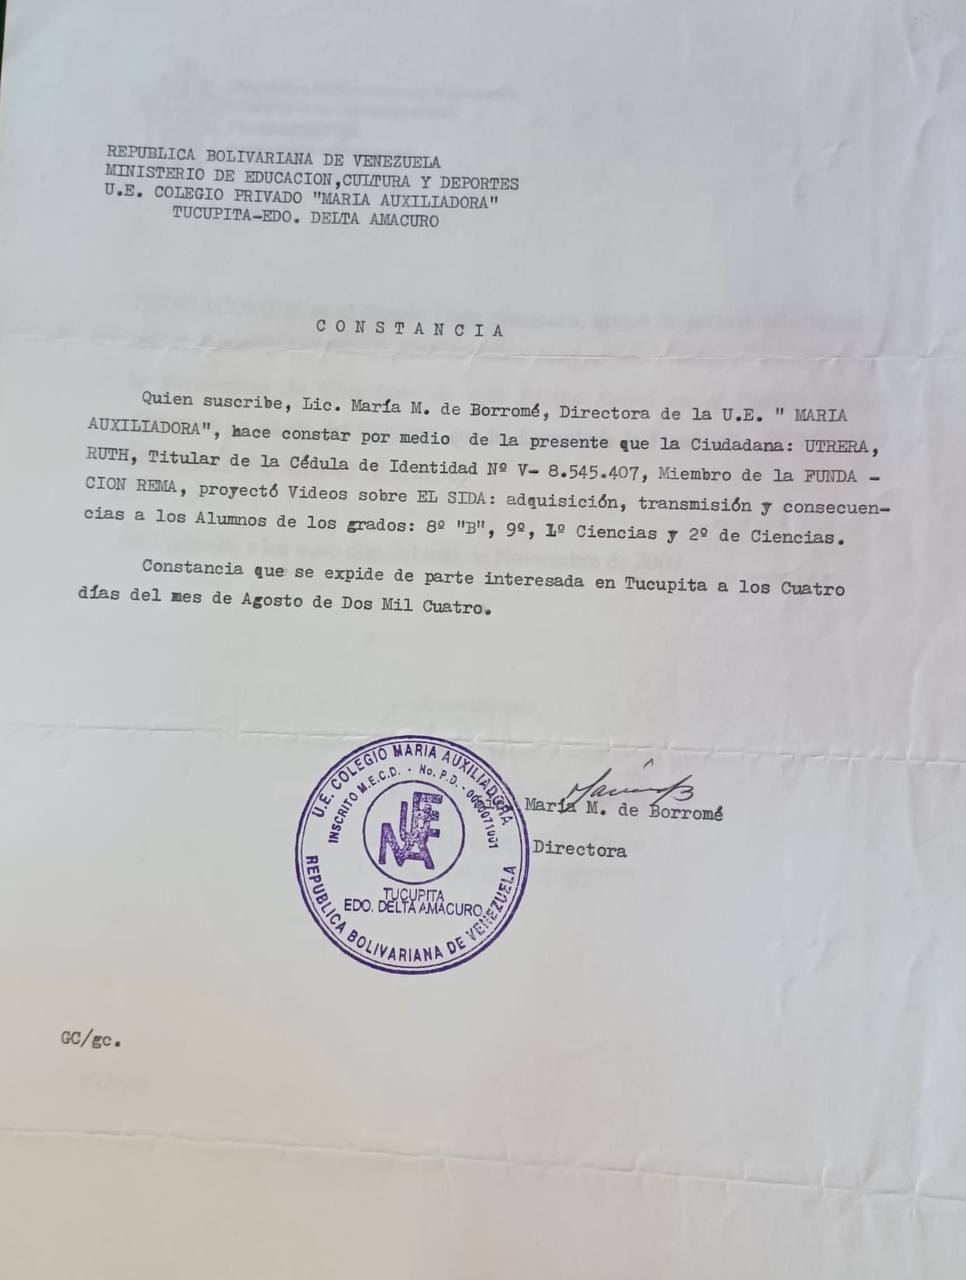 REPUBLICA BOLIVARIANA DE VENEZUELA
MINISTERIO DE EDUCACION,CULTURA Y DEPORTES
U.E. COLEGIO PRIVADO "MARIA AUXILIADORA"
TUCUPITA-EDO. DELTA AMACURO
C O N S T A N C I A
Quien suscribe, Lic. María M. de Borromé, Directora de la U.E. " MARIA
AUXILIADORA", hace constar por medio de la presente que la Ciudadana: UTRERA,
RUTH, Titular de la Cédula de Identidad Nº V- 8.545.407, Miembro de la FUNDA -
CION REMA, proyectó Videos sobre EL SIDA: adquisición, transmisión y consecuen-
cias a los Alumnos de los grados: 8º "B", 9º, 1º Ciencias y 2º de Ciencias.
Constancia que se expide de parte interesada en Tucupita a los Cuatro
días del mes de Agosto de Dos Mil Cuatro.
U.E. COLEGIO MARIA AUXILIADORA
INSCRITO M.E.C.D. - No. P.D.
TUCUPITA
EDO. DELTA AMACURO
REPUBLICA BOLIVARIANA DE VENEZUELA
María M. de Borromé
Directora
GC/gc.